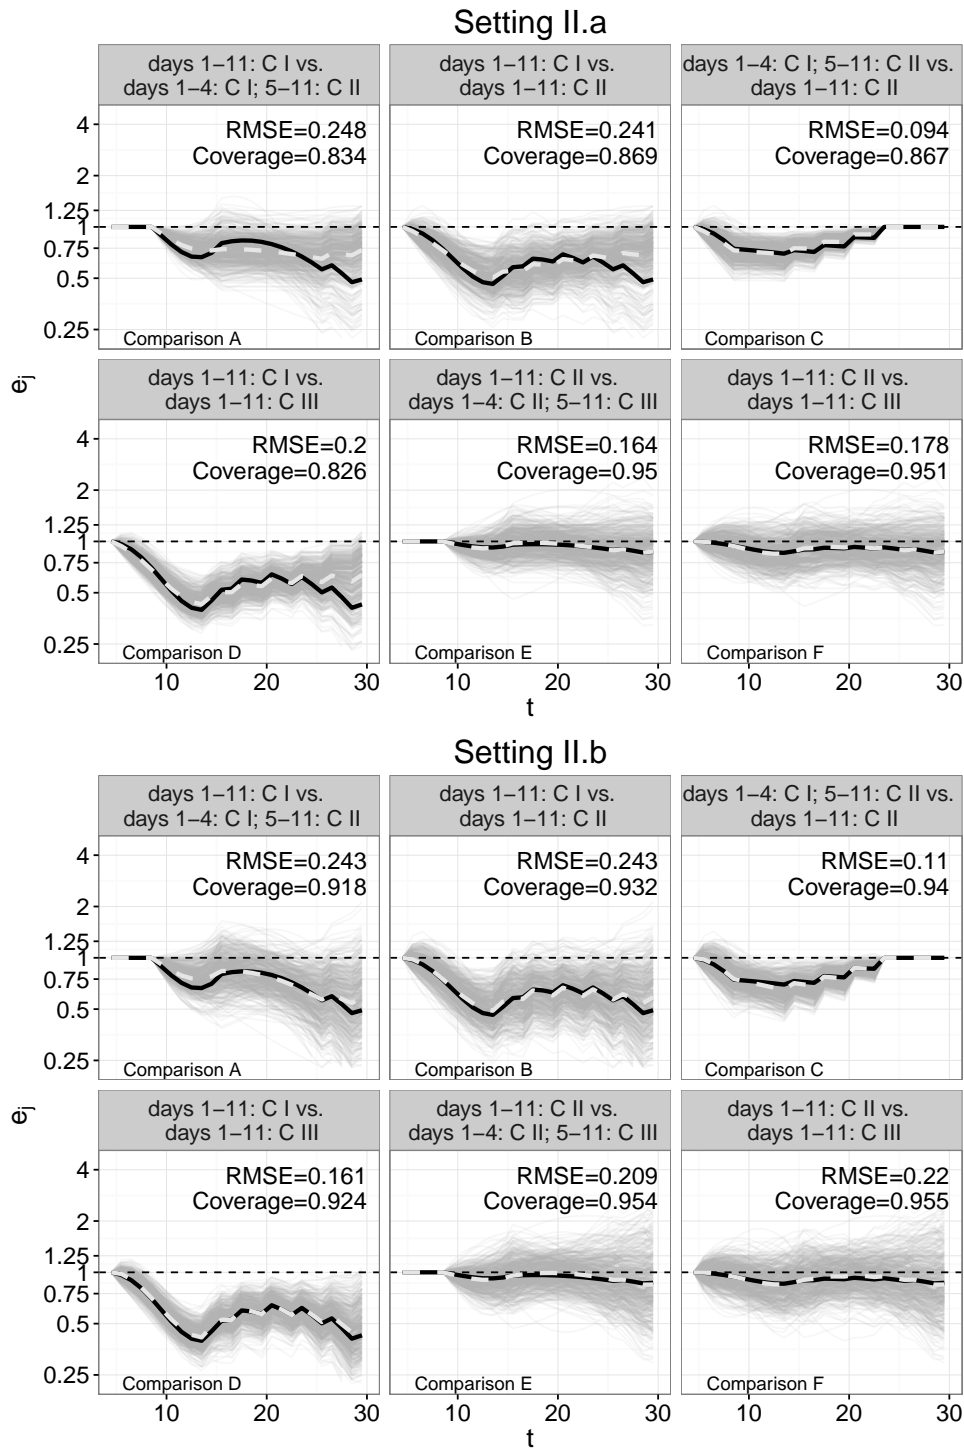 Setting II.a
days 1−11: C I vs.
days 1−4: C I; 5−11: C II
days 1−11: C I vs.
days 1−11: C II
days 1−4: C I; 5−11: C II vs.
days 1−11: C II
4
2
1.25
1
0.75
0.5
0.25
RMSE=0.248
Coverage=0.834
Comparison A
RMSE=0.241
Coverage=0.869
Comparison B
RMSE=0.094
Coverage=0.867
Comparison C
ej
days 1−11: C I vs.
days 1−11: C III
days 1−11: C II vs.
days 1−4: C II; 5−11: C III
days 1−11: C II vs.
days 1−11: C III
4
2
1.25
1
0.75
0.5
0.25
RMSE=0.2
Coverage=0.826
Comparison D
RMSE=0.164
Coverage=0.95
Comparison E
RMSE=0.178
Coverage=0.951
Comparison F
10 20 30 10 20 30 10 20 30
t
Setting II.b
days 1−11: C I vs.
days 1−4: C I; 5−11: C II
days 1−11: C I vs.
days 1−11: C II
days 1−4: C I; 5−11: C II vs.
days 1−11: C II
4
2
1.25
1
0.75
0.5
0.25
RMSE=0.243
Coverage=0.918
Comparison A
RMSE=0.243
Coverage=0.932
Comparison B
RMSE=0.11
Coverage=0.94
Comparison C
ej
days 1−11: C I vs.
days 1−11: C III
days 1−11: C II vs.
days 1−4: C II; 5−11: C III
days 1−11: C II vs.
days 1−11: C III
4
2
1.25
1
0.75
0.5
0.25
RMSE=0.161
Coverage=0.924
Comparison D
RMSE=0.209
Coverage=0.954
Comparison E
RMSE=0.22
Coverage=0.955
Comparison F
10 20 30 10 20 30 10 20 30
t